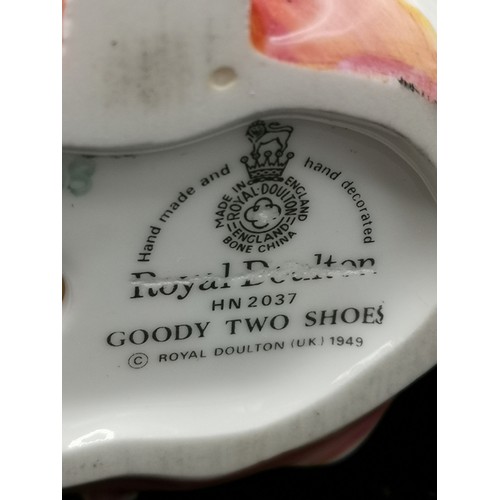 Hand made and hand decorated
MADE IN ENGLAND
ROYAL·DOULTON
ENGLAND
BONE CHINA
Royal Doulton
HN 2037
GOODY TWO SHOES
© ROYAL DOULTON (UK) 1949